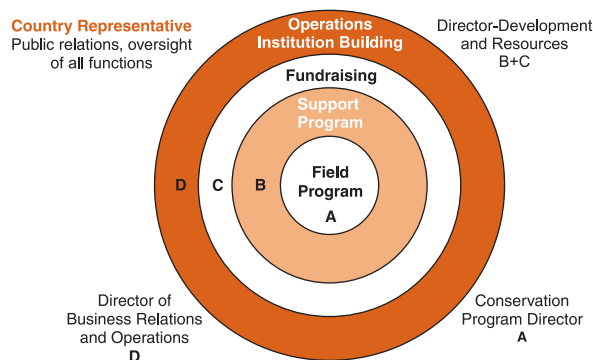 Country Representative
Public relations, oversight
of all functions
Operations
Institution Building
Director-Development
and Resources
B+C
Fundraising
Support
Program
Field
Program
A
B
C
D
Director of
Business Relations
and Operations
D
Conservation
Program Director
A